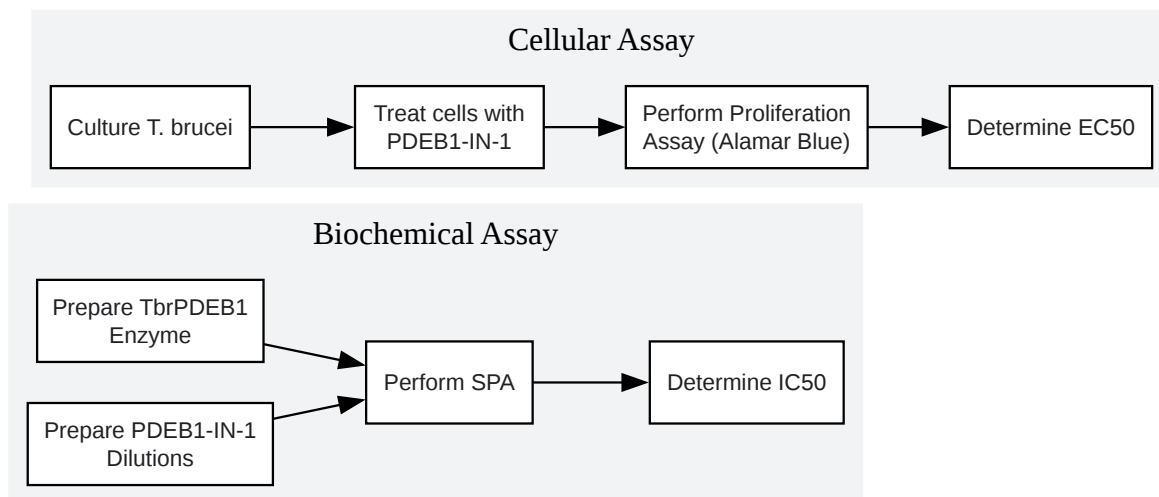 Cellular Assay
Culture T. brucei
Treat cells with
PDEB1-IN-1
Perform Proliferation
Assay (Alamar Blue)
Determine EC50
Biochemical Assay
Prepare TbrPDEB1
Enzyme
Prepare PDEB1-IN-1
Dilutions
Perform SPA
Determine IC50